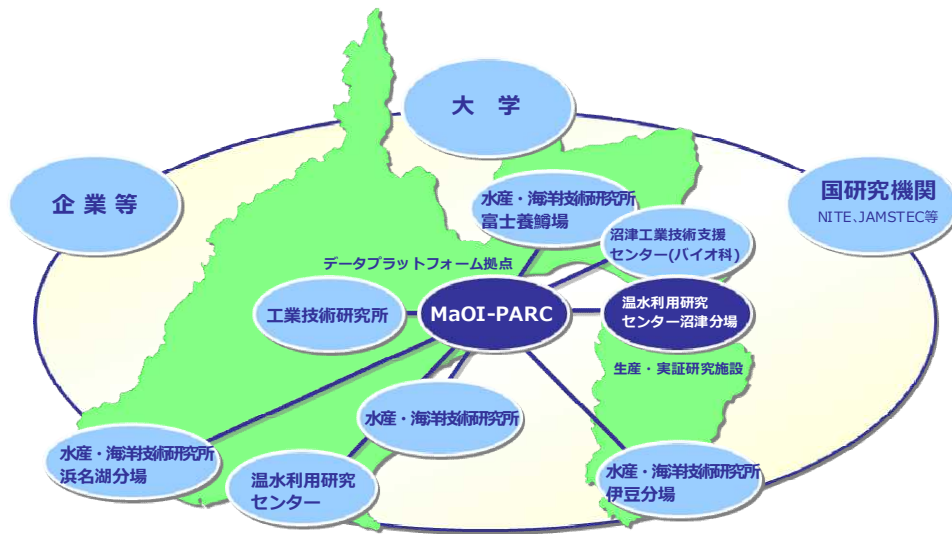 大 学
企 業 等
国研究機関
NITE、JAMSTEC等
水産・海洋技術研究所
富士養鱒場
沼津工業技術支援
センター(バイオ科)
データプラットフォーム拠点
工業技術研究所
MaOI-PARC
温水利用研究
センター沼津分場
生産・実証研究施設
水産・海洋技術研究所
水産・海洋技術研究所
浜名湖分場
温水利用研究
センター
水産・海洋技術研究所
伊豆分場